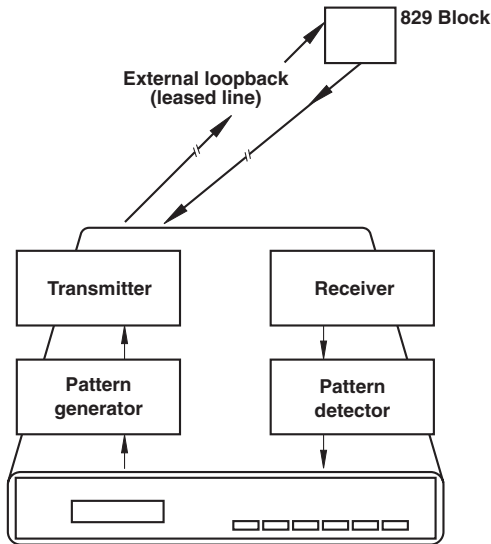 829 Block
External loopback
(leased line)
Transmitter
Receiver
Pattern
generator
Pattern
detector